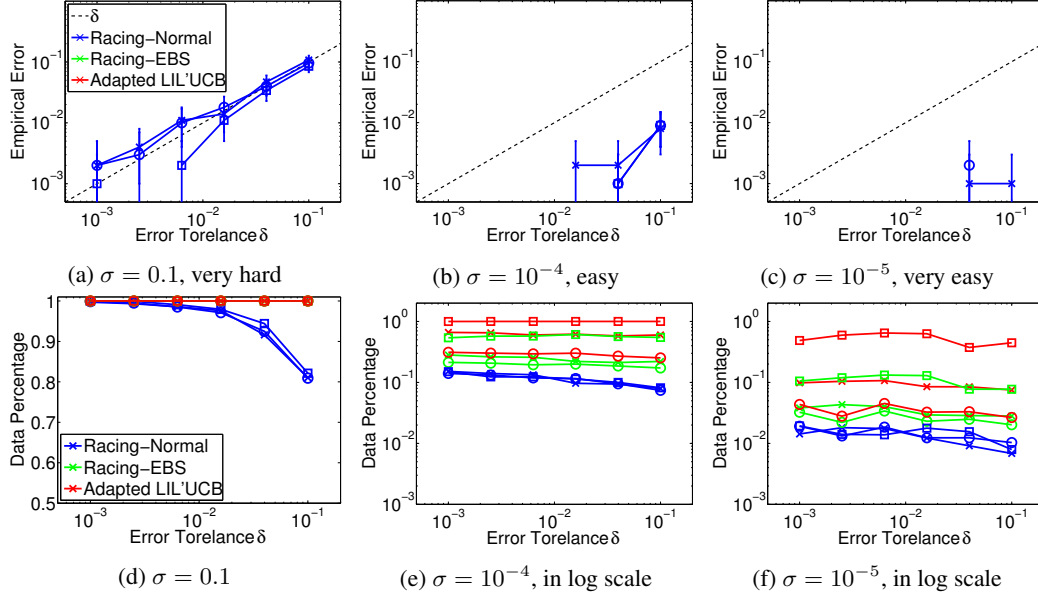 Empirical Error
10⁻¹
10⁻²
10⁻³
δ
Racing−Normal
Racing−EBS
Adapted LIL'UCB
10⁻³ 10⁻² 10⁻¹
Error Torelance δ
(a) σ = 0.1, very hard
Empirical Error
10⁻¹
10⁻²
10⁻³
10⁻³ 10⁻² 10⁻¹
Error Torelance δ
(b) σ = 10⁻⁴, easy
Empirical Error
10⁻¹
10⁻²
10⁻³
10⁻³ 10⁻² 10⁻¹
Error Torelance δ
(c) σ = 10⁻⁵, very easy
Data Percentage
1
0.9
0.8
0.7
0.6
0.5
Racing−Normal
Racing−EBS
Adapted LIL'UCB
10⁻³ 10⁻² 10⁻¹
Error Torelance δ
(d) σ = 0.1
Data Percentage
10⁰
10⁻¹
10⁻²
10⁻³
10⁻³ 10⁻² 10⁻¹
Error Torelance δ
(e) σ = 10⁻⁴, in log scale
Data Percentage
10⁰
10⁻¹
10⁻²
10⁻³
10⁻³ 10⁻² 10⁻¹
Error Torelance δ
(f) σ = 10⁻⁵, in log scale